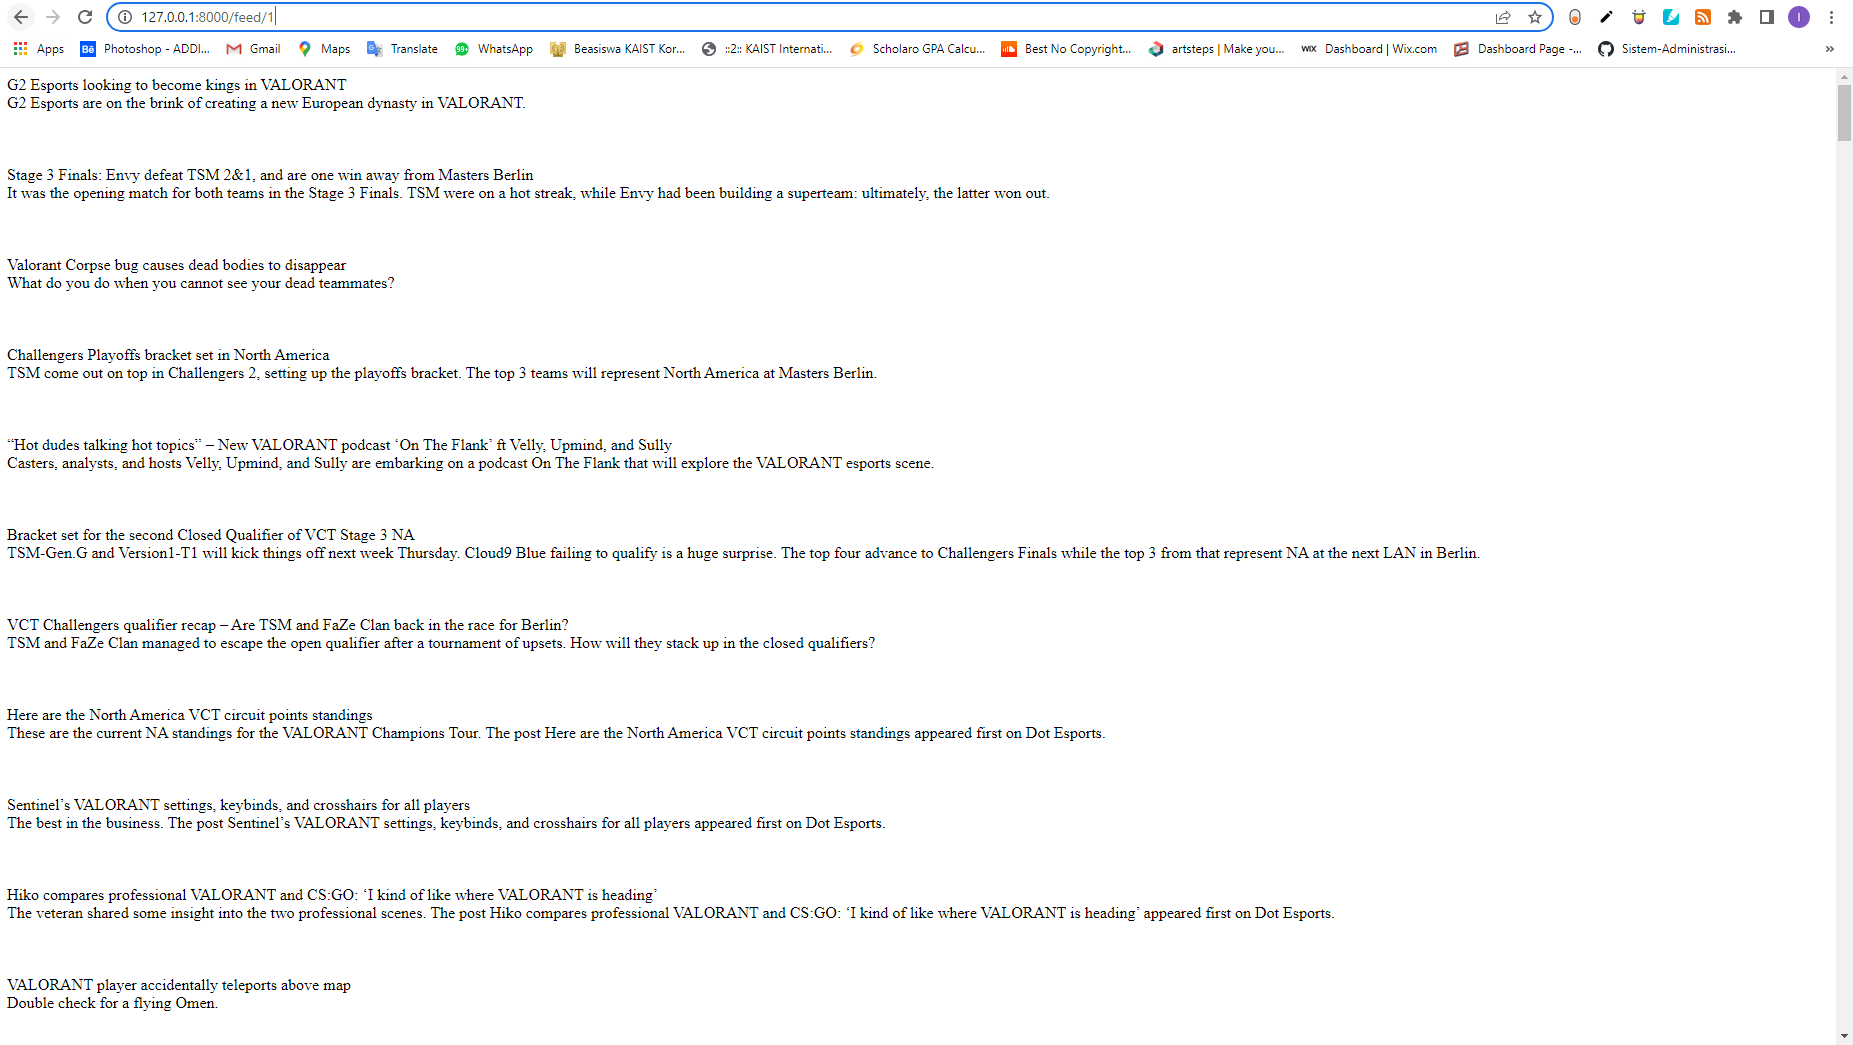 127.0.0.1:8000/feed/1
Apps
Bē Photoshop - ADDI...
Gmail
Maps
Translate
99+ WhatsApp
Beasiswa KAIST Kor...
::2:: KAIST Internati...
Scholaro GPA Calcu...
Best No Copyright...
artsteps | Make you...
WIX Dashboard | Wix.com
Dashboard Page -...
Sistem-Administrasi...
»
I
G2 Esports looking to become kings in VALORANT
G2 Esports are on the brink of creating a new European dynasty in VALORANT.
Stage 3 Finals: Envy defeat TSM 2&1, and are one win away from Masters Berlin
It was the opening match for both teams in the Stage 3 Finals. TSM were on a hot streak, while Envy had been building a superteam: ultimately, the latter won out.
Valorant Corpse bug causes dead bodies to disappear
What do you do when you cannot see your dead teammates?
Challengers Playoffs bracket set in North America
TSM come out on top in Challengers 2, setting up the playoffs bracket. The top 3 teams will represent North America at Masters Berlin.
“Hot dudes talking hot topics” – New VALORANT podcast ‘On The Flank’ ft Velly, Upmind, and Sully
Casters, analysts, and hosts Velly, Upmind, and Sully are embarking on a podcast On The Flank that will explore the VALORANT esports scene.
Bracket set for the second Closed Qualifier of VCT Stage 3 NA
TSM-Gen.G and Version1-T1 will kick things off next week Thursday. Cloud9 Blue failing to qualify is a huge surprise. The top four advance to Challengers Finals while the top 3 from that represent NA at the next LAN in Berlin.
VCT Challengers qualifier recap – Are TSM and FaZe Clan back in the race for Berlin?
TSM and FaZe Clan managed to escape the open qualifier after a tournament of upsets. How will they stack up in the closed qualifiers?
Here are the North America VCT circuit points standings
These are the current NA standings for the VALORANT Champions Tour. The post Here are the North America VCT circuit points standings appeared first on Dot Esports.
Sentinel’s VALORANT settings, keybinds, and crosshairs for all players
The best in the business. The post Sentinel’s VALORANT settings, keybinds, and crosshairs for all players appeared first on Dot Esports.
Hiko compares professional VALORANT and CS:GO: ‘I kind of like where VALORANT is heading’
The veteran shared some insight into the two professional scenes. The post Hiko compares professional VALORANT and CS:GO: ‘I kind of like where VALORANT is heading’ appeared first on Dot Esports.
VALORANT player accidentally teleports above map
Double check for a flying Omen.